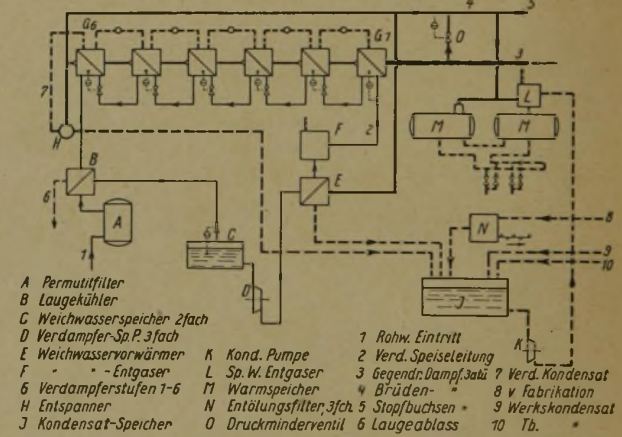 4
5
G6
G1
O
3
7
2
L
M
M
H
F
B
E
6
A
C
N
8
1
D
9
10
J
K
A Permutitfilter
B Laugekühler
C Weichwasserspeicher 2fach
D Verdampfer-Sp.P. 3fach
E Weichwasservorwärmer
F " " -Entgaser
G Verdampferstufen 1-6
H Entspanner
J Kondensat-Speicher
K Kond. Pumpe
L Sp.W. Entgaser
M Warmspeicher
N Entölungsfilter, 3fch.
O Druckminderventil
1 Rohw. Eintritt
2 Verd. Speiseleitung
3 Gegendr. Dampf, 3atü
4 Brüden- "
5 Stopfbuchsen "
6 Laugeablass
7 Verd. Kondensat
8 v Fabrikation
9 Werkskondensat
10 Tb. "